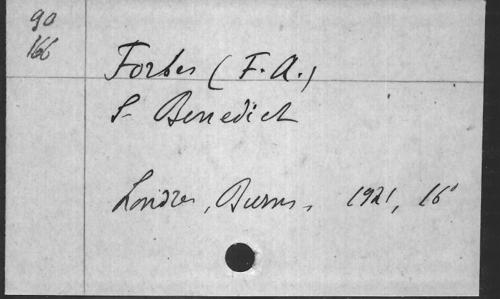 90
166
Forbes (F. A.)
S- Benedict
Londres, Burns, 1921, 16°